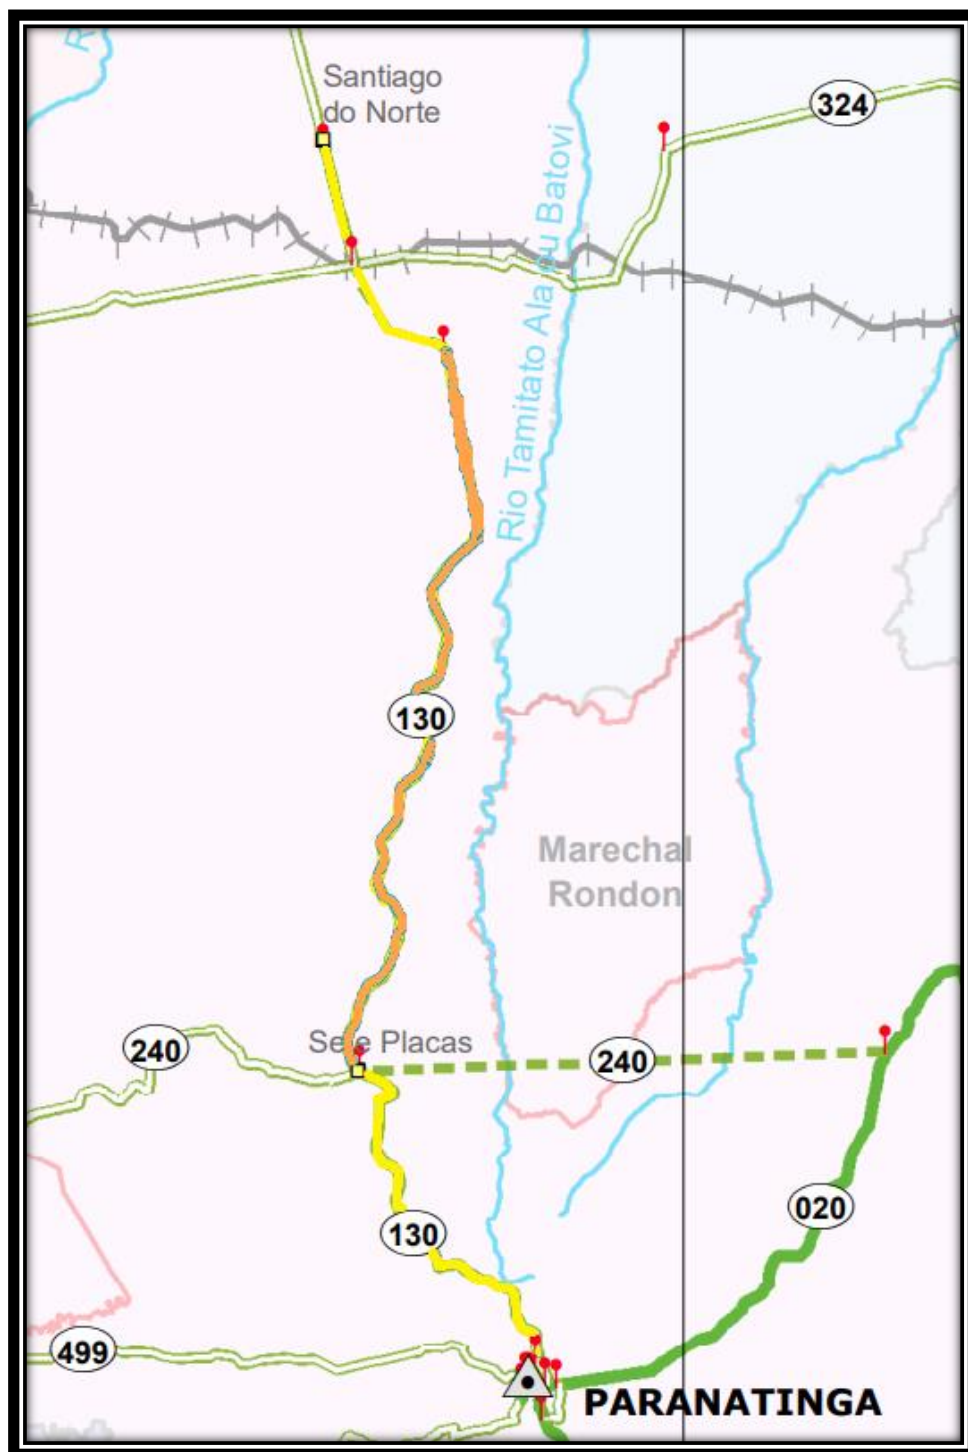 R
Santiago
do Norte
324
Rio Tamitato Ala ou Batovi
130
Marechal
Rondon
240
Sete Placas
240
020
130
499
PARANATINGA